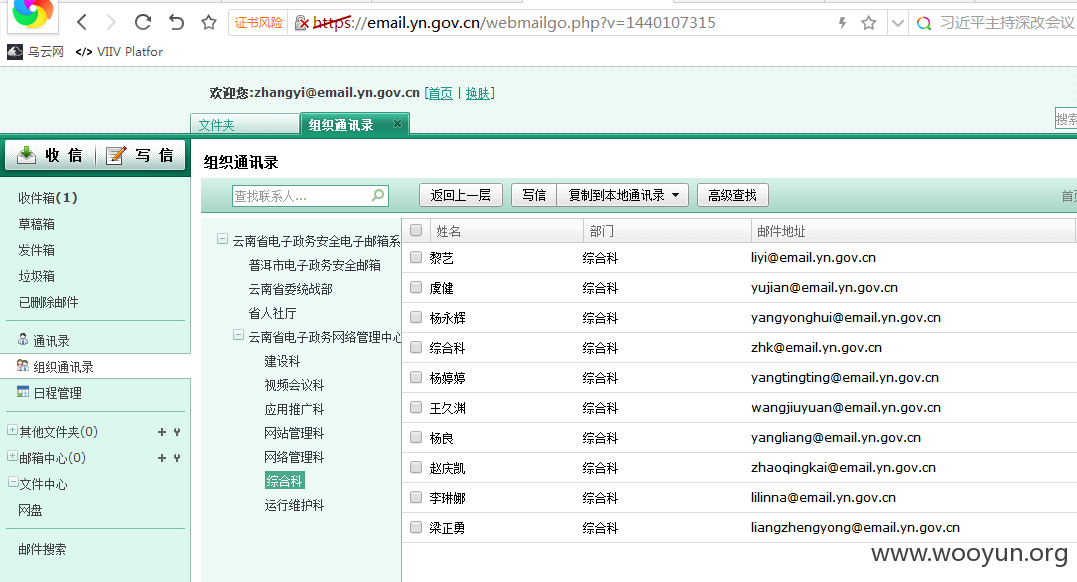 证书风险 https://email.yn.gov.cn/webmailgo.php?v=1440107315 习近平主持深改会议
乌云网 </> VIIV Platfor
欢迎您:zhangyi@email.yn.gov.cn [首页 | 换肤]
文件夹 组织通讯录 × 搜索
收 信 写 信
组织通讯录
查找联系人... 返回上一层 写信 复制到本地通讯录 高级查找 首页
收件箱(1)
草稿箱
发件箱
垃圾箱
已删除邮件
通讯录
组织通讯录
日程管理
其他文件夹(0)
邮箱中心(0)
文件中心
网盘
邮件搜索
云南省电子政务安全电子邮箱系
普洱市电子政务安全邮箱
云南省委统战部
省人社厅
云南省电子政务网络管理中心
建设科
视频会议科
应用推广科
网站管理科
网络管理科
综合科
运行维护科
姓名 部门 邮件地址
黎艺 综合科 liyi@email.yn.gov.cn
虞健 综合科 yujian@email.yn.gov.cn
杨永辉 综合科 yangyonghui@email.yn.gov.cn
综合科 综合科 zhk@email.yn.gov.cn
杨婷婷 综合科 yangtingting@email.yn.gov.cn
王久渊 综合科 wangjiuyuan@email.yn.gov.cn
杨良 综合科 yangliang@email.yn.gov.cn
赵庆凯 综合科 zhaoqingkai@email.yn.gov.cn
李琳娜 综合科 lilinna@email.yn.gov.cn
梁正勇 综合科 liangzhengyong@email.yn.gov.cn
www.wooyun.org